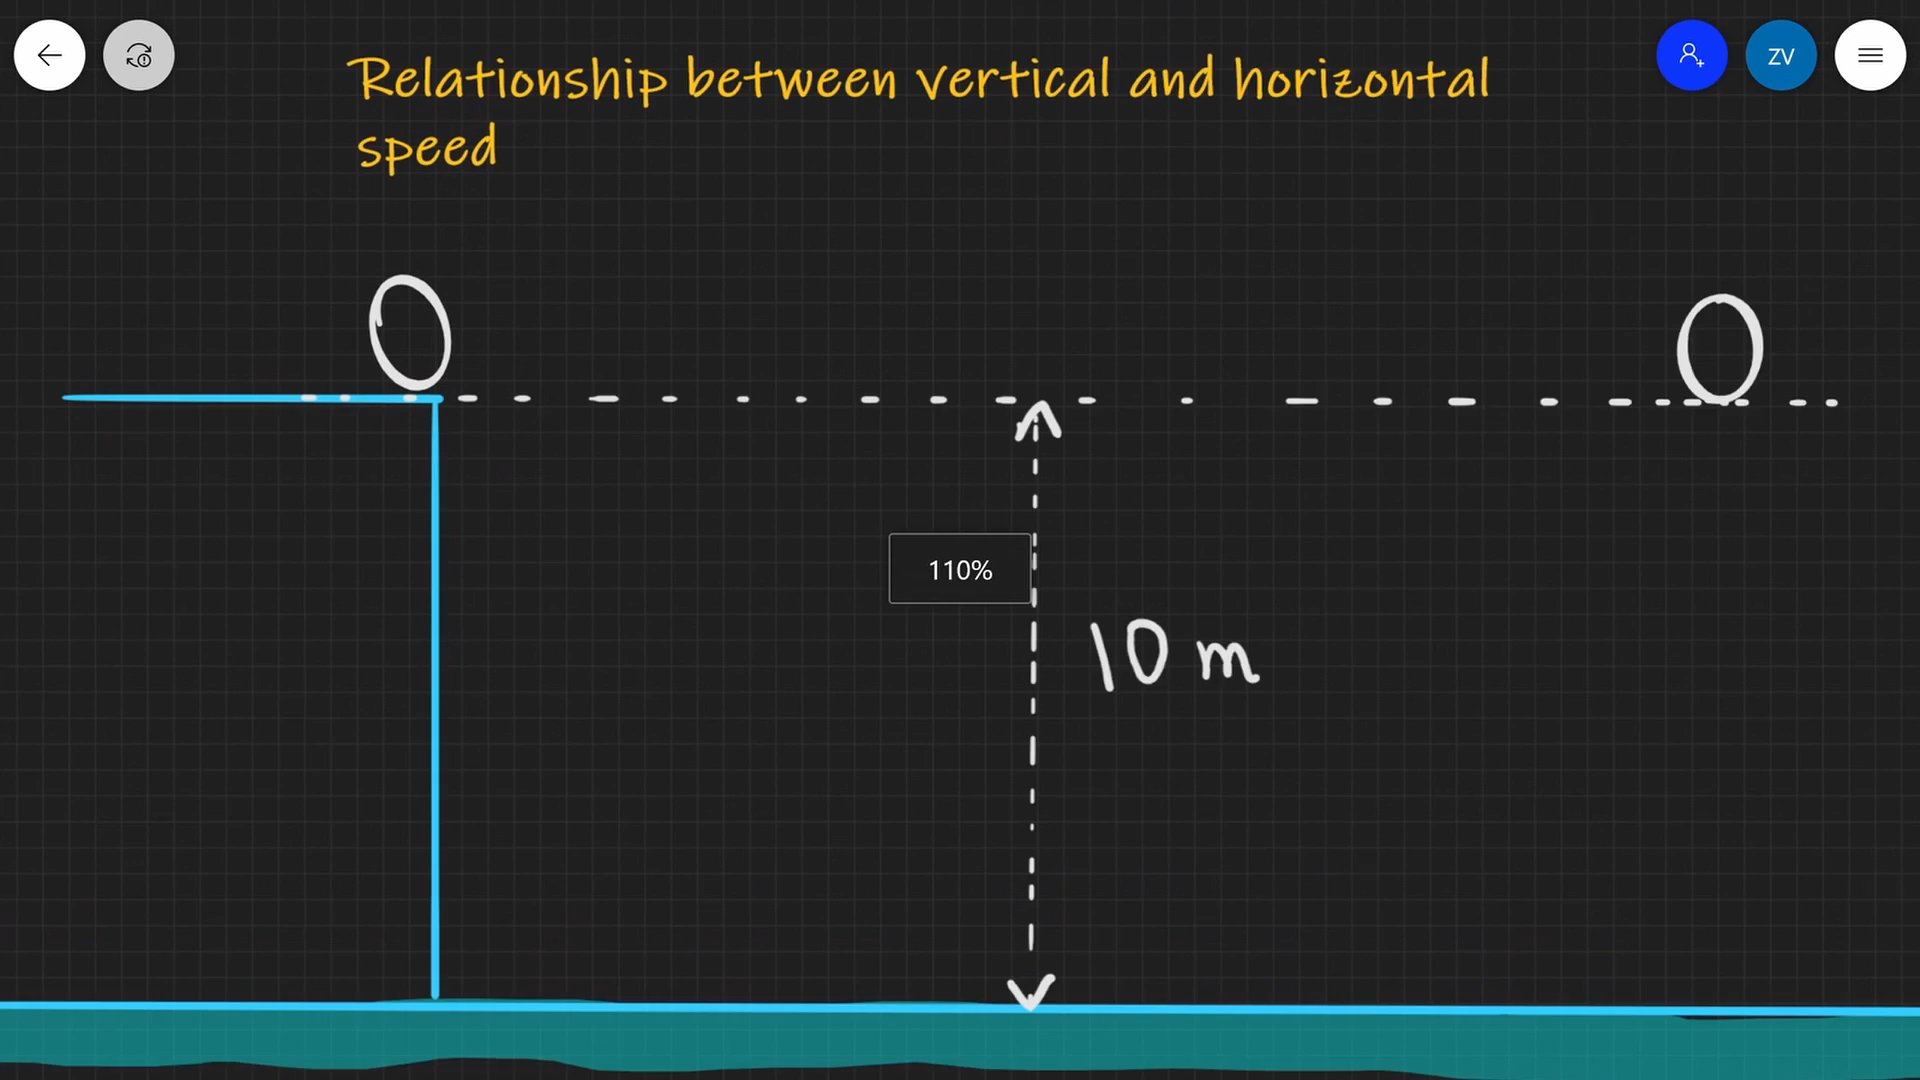 ZV
Relationship between vertical and horizontal
speed
110%
10 m